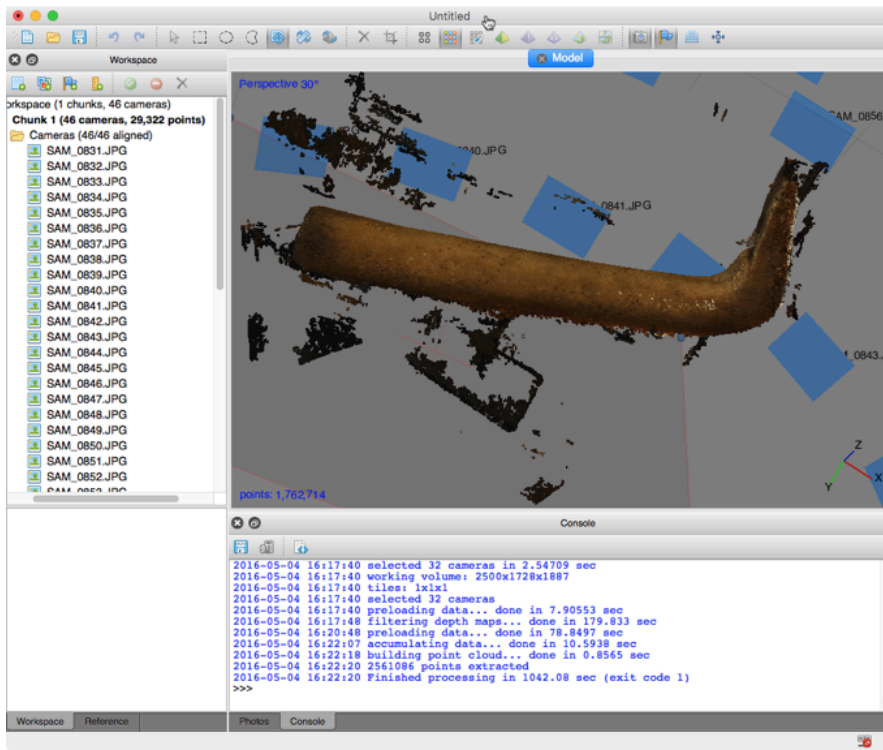 Untitled
Workspace
Model
orkspace (1 chunks, 46 cameras)
Chunk 1 (46 cameras, 29,322 points)
Cameras (46/46 aligned)
SAM_0831.JPG
SAM_0832.JPG
SAM_0833.JPG
SAM_0834.JPG
SAM_0835.JPG
SAM_0836.JPG
SAM_0837.JPG
SAM_0838.JPG
SAM_0839.JPG
SAM_0840.JPG
SAM_0841.JPG
SAM_0842.JPG
SAM_0843.JPG
SAM_0844.JPG
SAM_0845.JPG
SAM_0846.JPG
SAM_0847.JPG
SAM_0848.JPG
SAM_0849.JPG
SAM_0850.JPG
SAM_0851.JPG
SAM_0852.JPG
Perspective 30°
SAM_0856
0840.JPG
0841.JPG
0843.
Z
X
Y
points: 1,762,714
Console
2016-05-04 16:17:40 selected 32 cameras in 2.54709 sec
2016-05-04 16:17:40 working volume: 2500x1728x1887
2016-05-04 16:17:40 tiles: 1x1x1
2016-05-04 16:17:40 selected 32 cameras
2016-05-04 16:17:40 preloading data... done in 7.90553 sec
2016-05-04 16:17:48 filtering depth maps... done in 179.833 sec
2016-05-04 16:20:48 preloading data... done in 78.8497 sec
2016-05-04 16:22:07 accumulating data... done in 10.5938 sec
2016-05-04 16:22:18 building point cloud... done in 0.8565 sec
2016-05-04 16:22:20 2561086 points extracted
2016-05-04 16:22:20 Finished processing in 1042.08 sec (exit code 1)
>>>
Workspace
Reference
Photos
Console